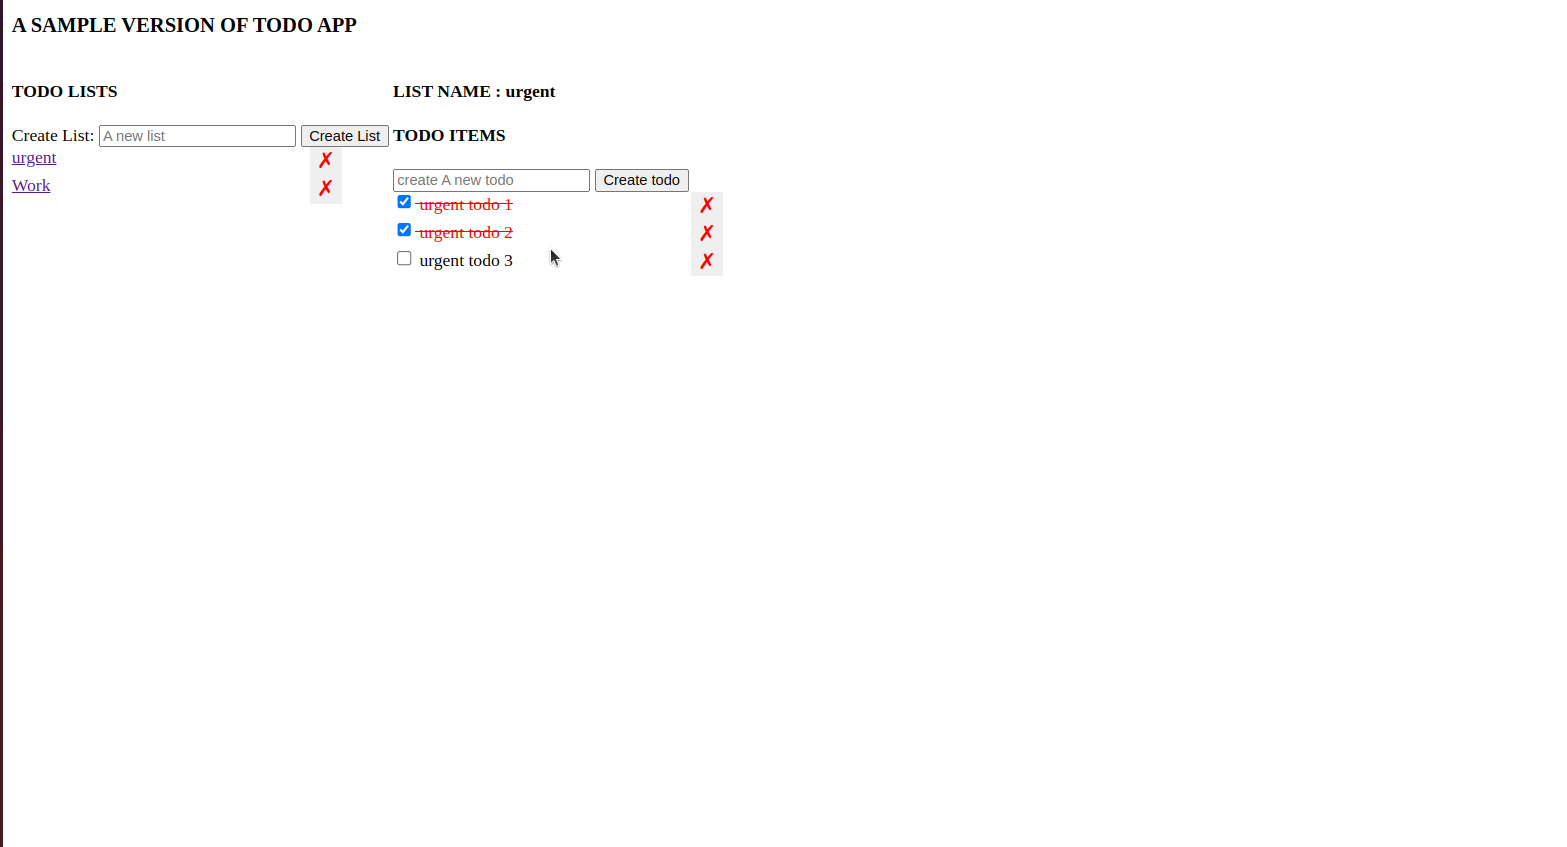 A SAMPLE VERSION OF TODO APP
TODO LISTS
Create List: A new list Create List
urgent ✗
Work ✗
LIST NAME : urgent
TODO ITEMS
create A new todo Create todo
urgent todo 1 ✗
urgent todo 2 ✗
urgent todo 3 ✗